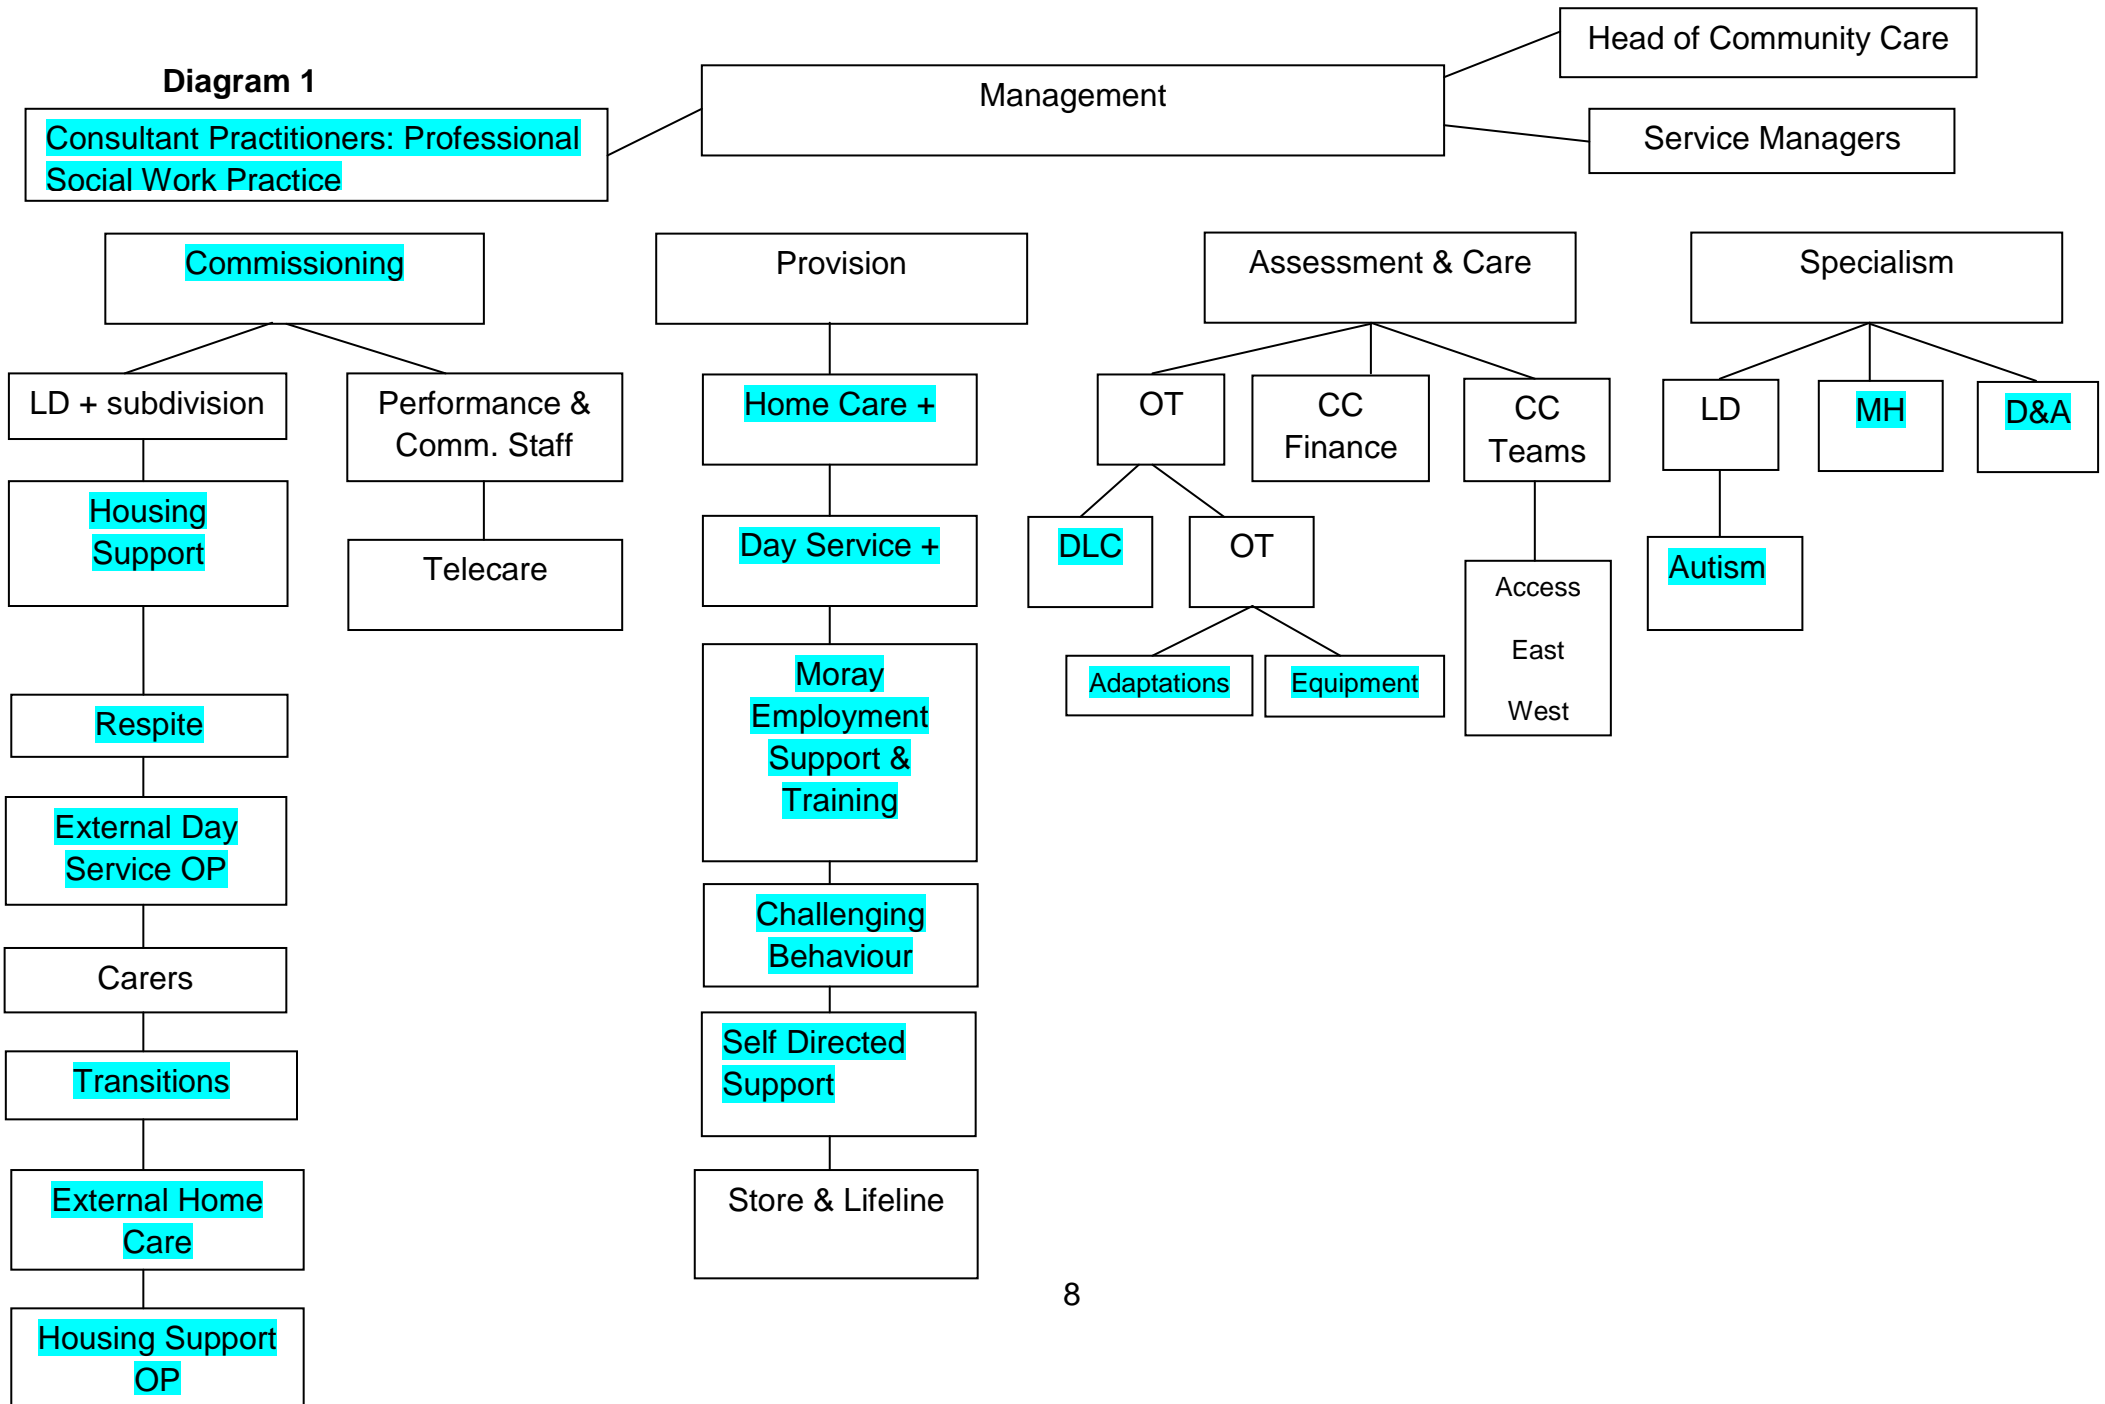 Diagram 1
Management
Head of Community Care
Service Managers
Consultant Practitioners: Professional
Social Work Practice
Commissioning
LD + subdivision
Housing
Support
Respite
External Day
Service OP
Carers
Transitions
External Home
Care
Housing Support
OP
Performance &
Comm. Staff
Telecare
Provision
Home Care +
Day Service +
Moray
Employment
Support &
Training
Challenging
Behaviour
Self Directed
Support
Store & Lifeline
Assessment & Care
OT
DLC
OT
Adaptations
Equipment
CC
Finance
CC
Teams
Access
East
West
Specialism
LD
Autism
MH
D&A
8